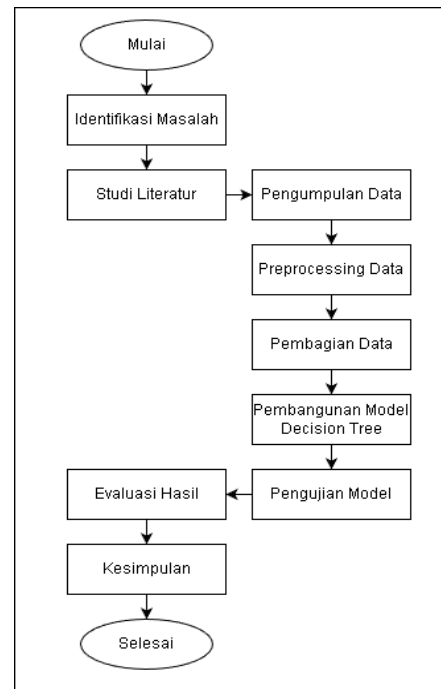 Mulai
Identifikasi Masalah
Studi Literatur
Pengumpulan Data
Preprocessing Data
Pembagian Data
Pembangunan Model
Decision Tree
Pengujian Model
Evaluasi Hasil
Kesimpulan
Selesai